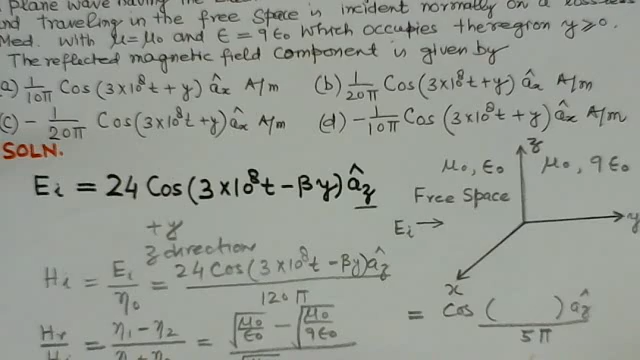 plane wave having the
nd traveling in the free space is incident normally on a lossless
Med. with μ=μ₀ and ε = 9ε₀ which occupies the region y≥0.
The reflected magnetic field component is given by
a) 1/10π Cos(3×10⁸t+y) âₓ A/m (b) 1/20π Cos(3×10⁸t+y) âₓ A/m
(c) -1/20π Cos(3×10⁸t+y) âₓ A/m (d) -1/10π Cos(3×10⁸t+y) âₓ A/m
SOLN.
Eᵢ = 24 Cos(3×10⁸t - βy) â_z
+y
z direction
Hᵢ = Eᵢ/η₀ = 24 Cos(3×10⁸t - βy) â_z / 120π
= Cos( ) â_z / 5π
Hᵣ/Hᵢ = η₁-η₂ / η₁+η₂ = √(μ₀/ε₀) - √(μ₀/9ε₀)
z
μ₀, ε₀ μ₀, 9ε₀
Free Space
Eᵢ →
y
x